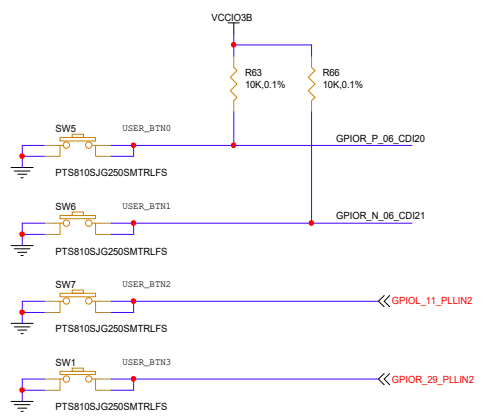 VCCIO3B
R63
10K,0.1%
R66
10K,0.1%
SW5
USER_BTN0
GPIOR_P_06_CDI20
PTS810SJG250SMTRLFS
SW6
USER_BTN1
GPIOR_N_06_CDI21
PTS810SJG250SMTRLFS
SW7
USER_BTN2
GPIOL_11_PLLIN2
PTS810SJG250SMTRLFS
SW1
USER_BTN3
GPIOR_29_PLLIN2
PTS810SJG250SMTRLFS